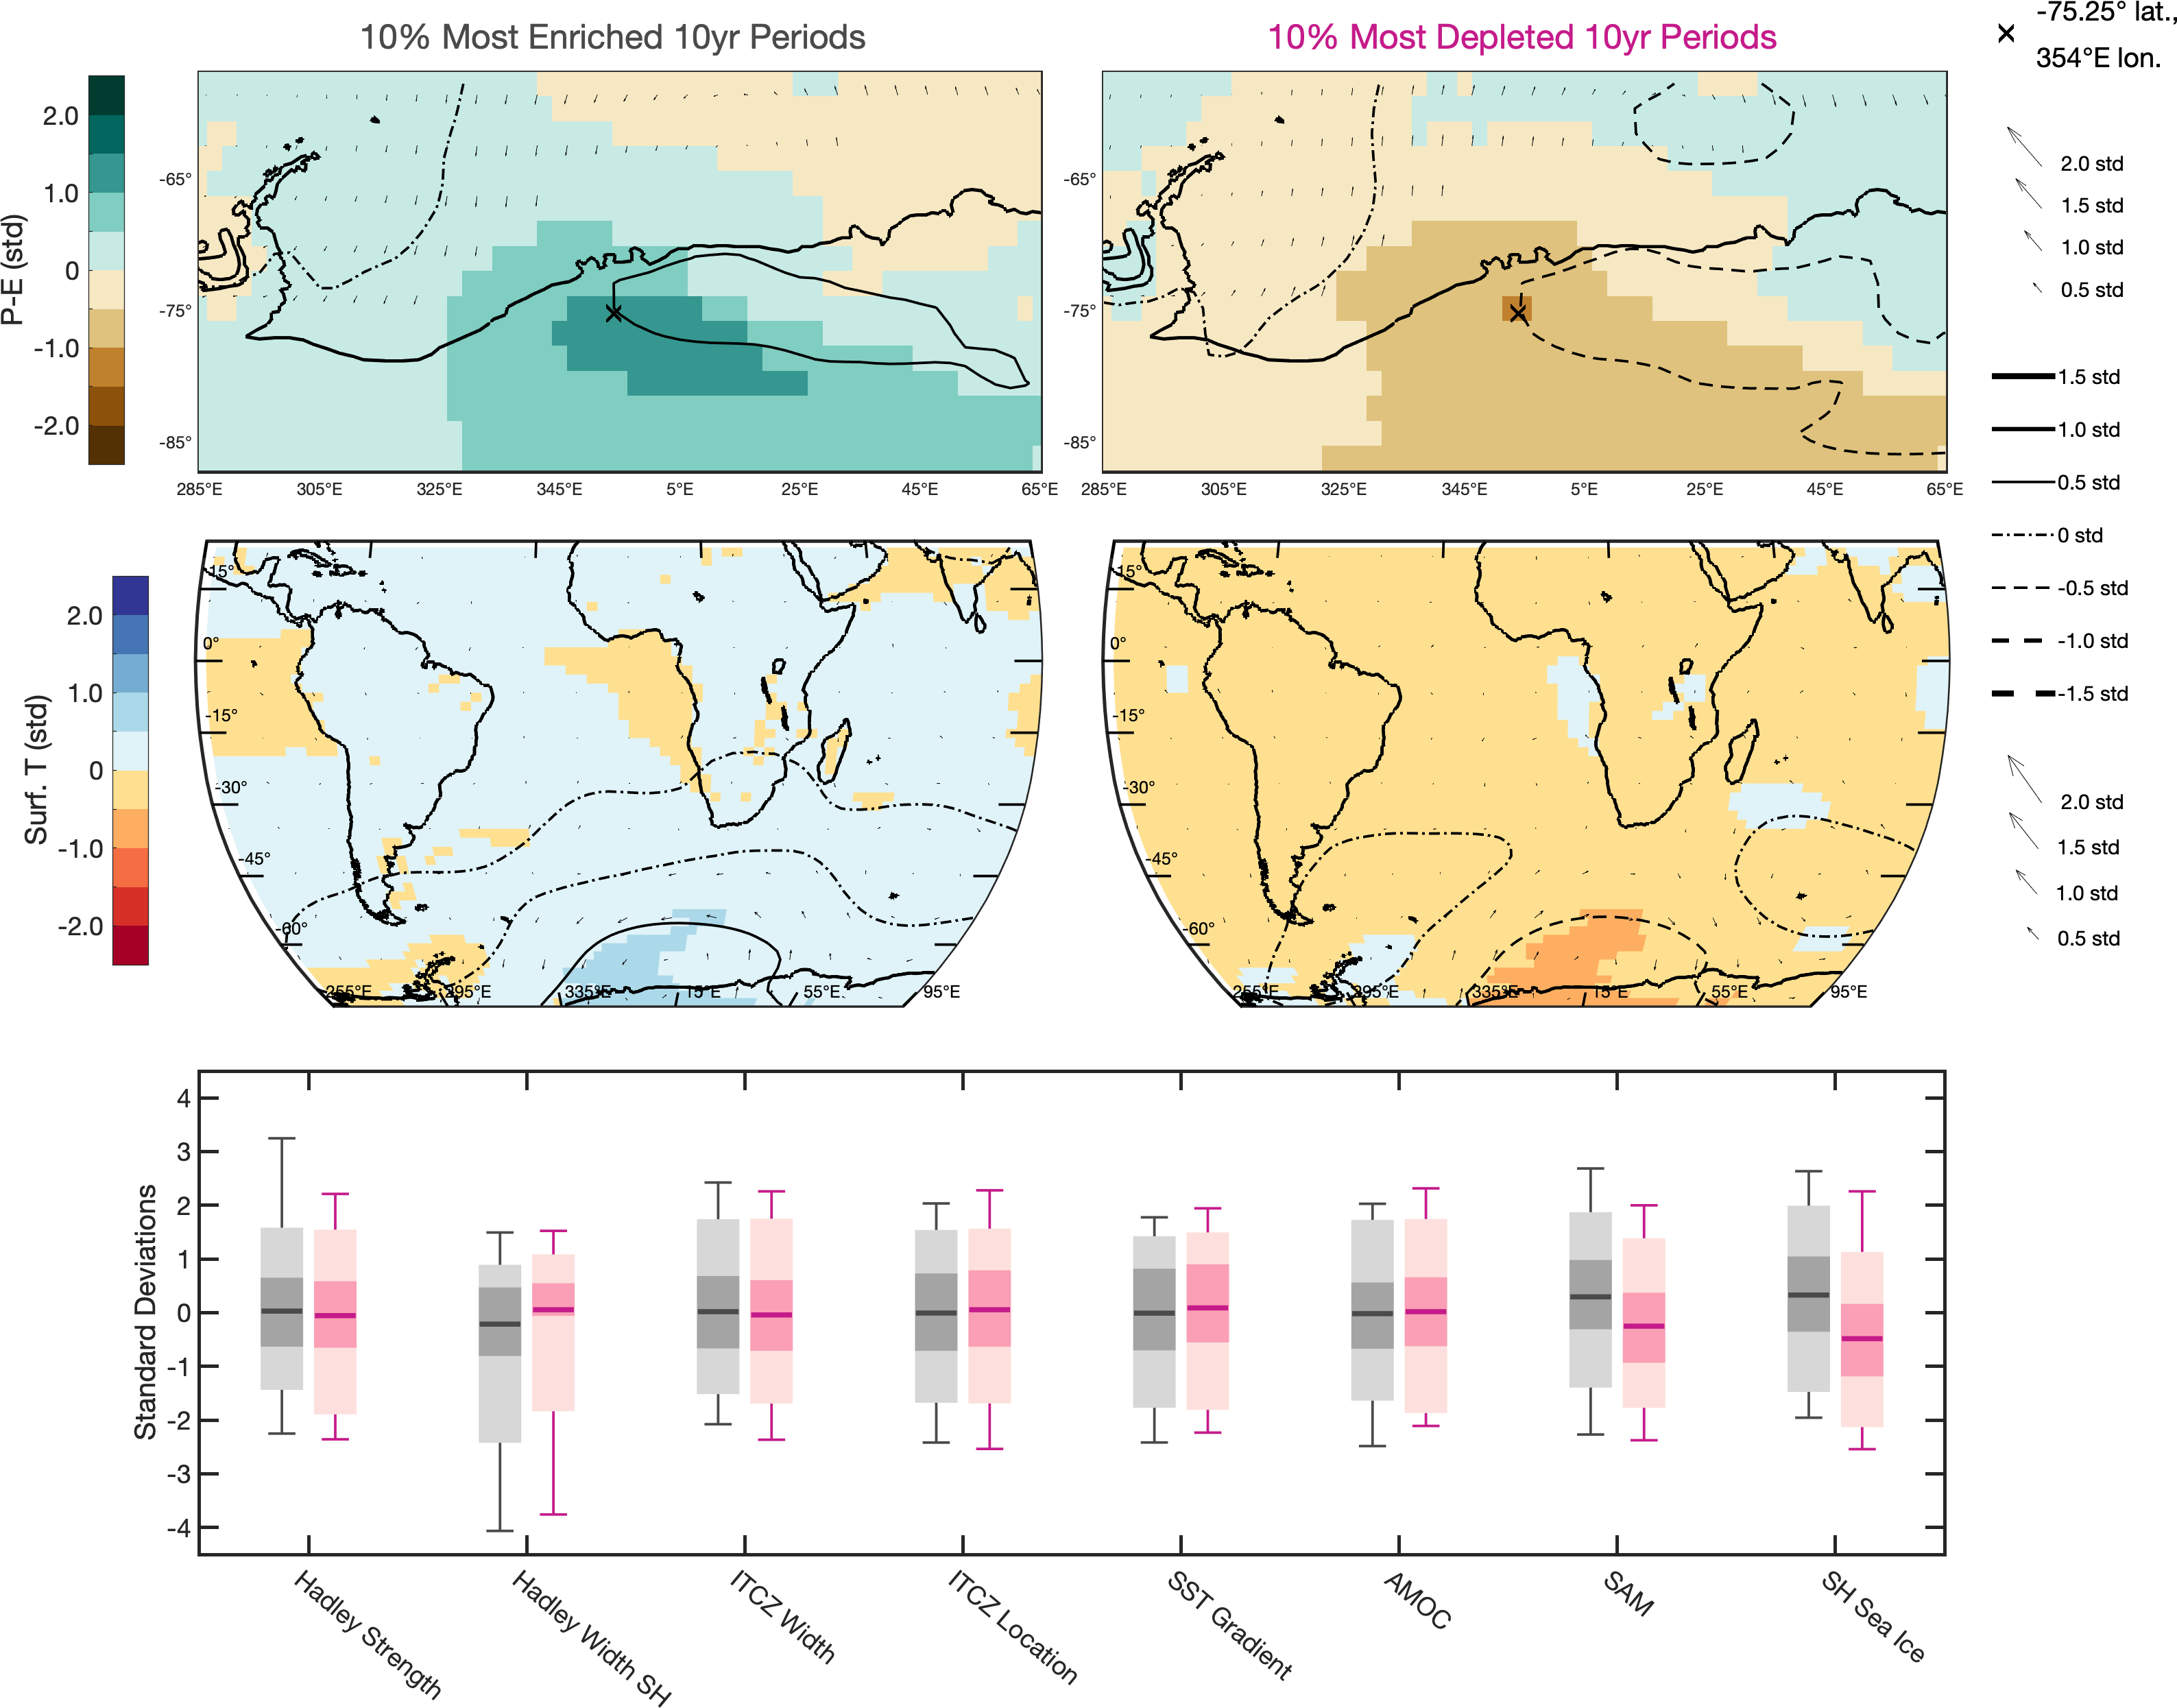 10% Most Enriched 10yr Periods
10% Most Depleted 10yr Periods
-75.25° lat.,
354°E lon.
P-E (std)
2.0
1.0
0
-1.0
-2.0
-65°
-75°
-85°
285°E 305°E 325°E 345°E 5°E 25°E 45°E 65°E
-65°
-75°
-85°
285°E 305°E 325°E 345°E 5°E 25°E 45°E 65°E
2.0 std
1.5 std
1.0 std
0.5 std
1.5 std
1.0 std
0.5 std
0 std
-0.5 std
-1.0 std
-1.5 std
Surf. T (std)
2.0
1.0
0
-1.0
-2.0
15°
0°
-15°
-30°
-45°
-60°
255°E 295°E 335°E 15°E 55°E 95°E
15°
0°
-15°
-30°
-45°
-60°
255°E 295°E 335°E 15°E 55°E 95°E
2.0 std
1.5 std
1.0 std
0.5 std
Standard Deviations
4
3
2
1
0
-1
-2
-3
-4
Hadley Strength
Hadley Width SH
ITCZ Width
ITCZ Location
SST Gradient
AMOC
SAM
SH Sea Ice